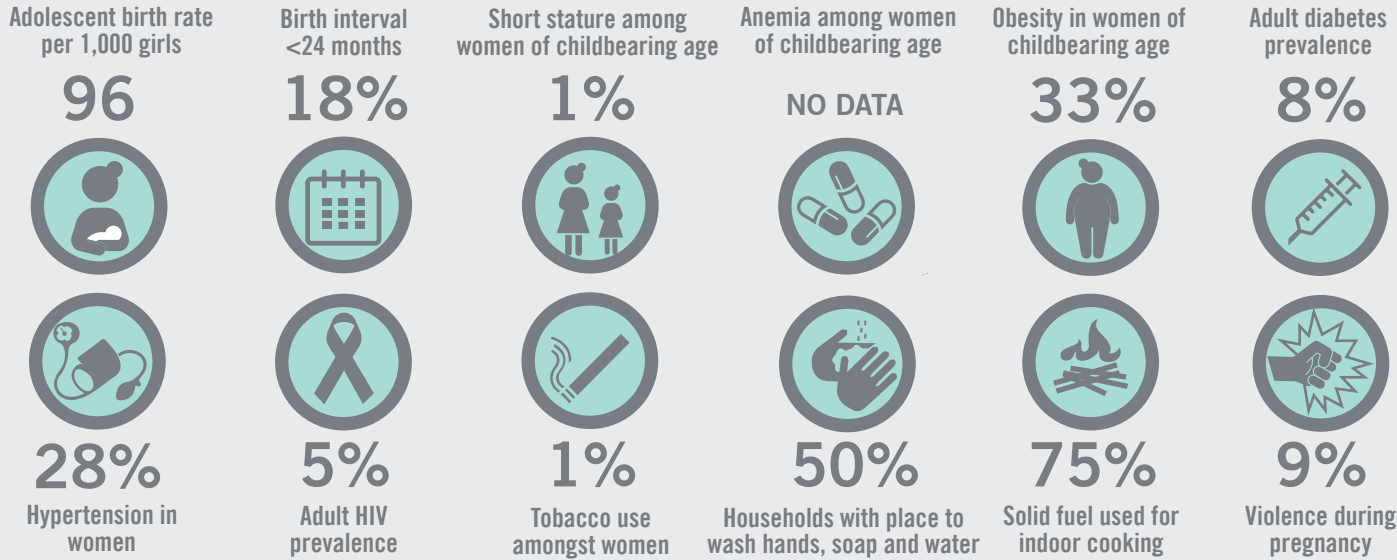 Adolescent birth rate
per 1,000 girls
96
Birth interval
<24 months
18%
Short stature among
women of childbearing age
1%
Anemia among women
of childbearing age
NO DATA
Obesity in women of
childbearing age
33%
Adult diabetes
prevalence
8%
28%
Hypertension in
women
5%
Adult HIV
prevalence
1%
Tobacco use
amongst women
50%
Households with place to
wash hands, soap and water
75%
Solid fuel used for
indoor cooking
9%
Violence during
pregnancy